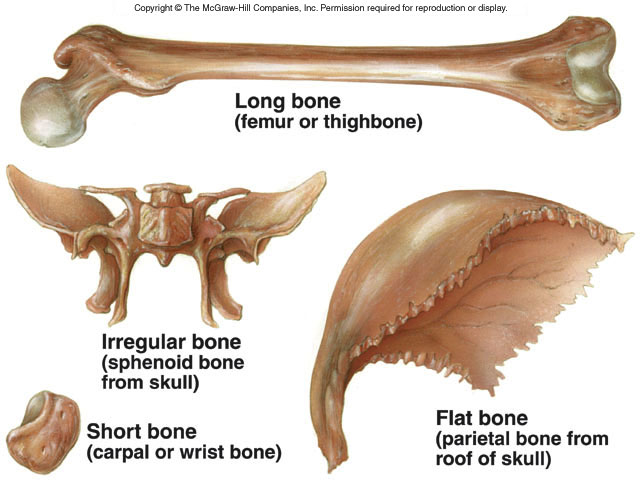 Copyright © The McGraw-Hill Companies, Inc. Permission required for reproduction or display.
Long bone
(femur or thighbone)
Irregular bone
(sphenoid bone
from skull)
Short bone
(carpal or wrist bone)
Flat bone
(parietal bone from
roof of skull)